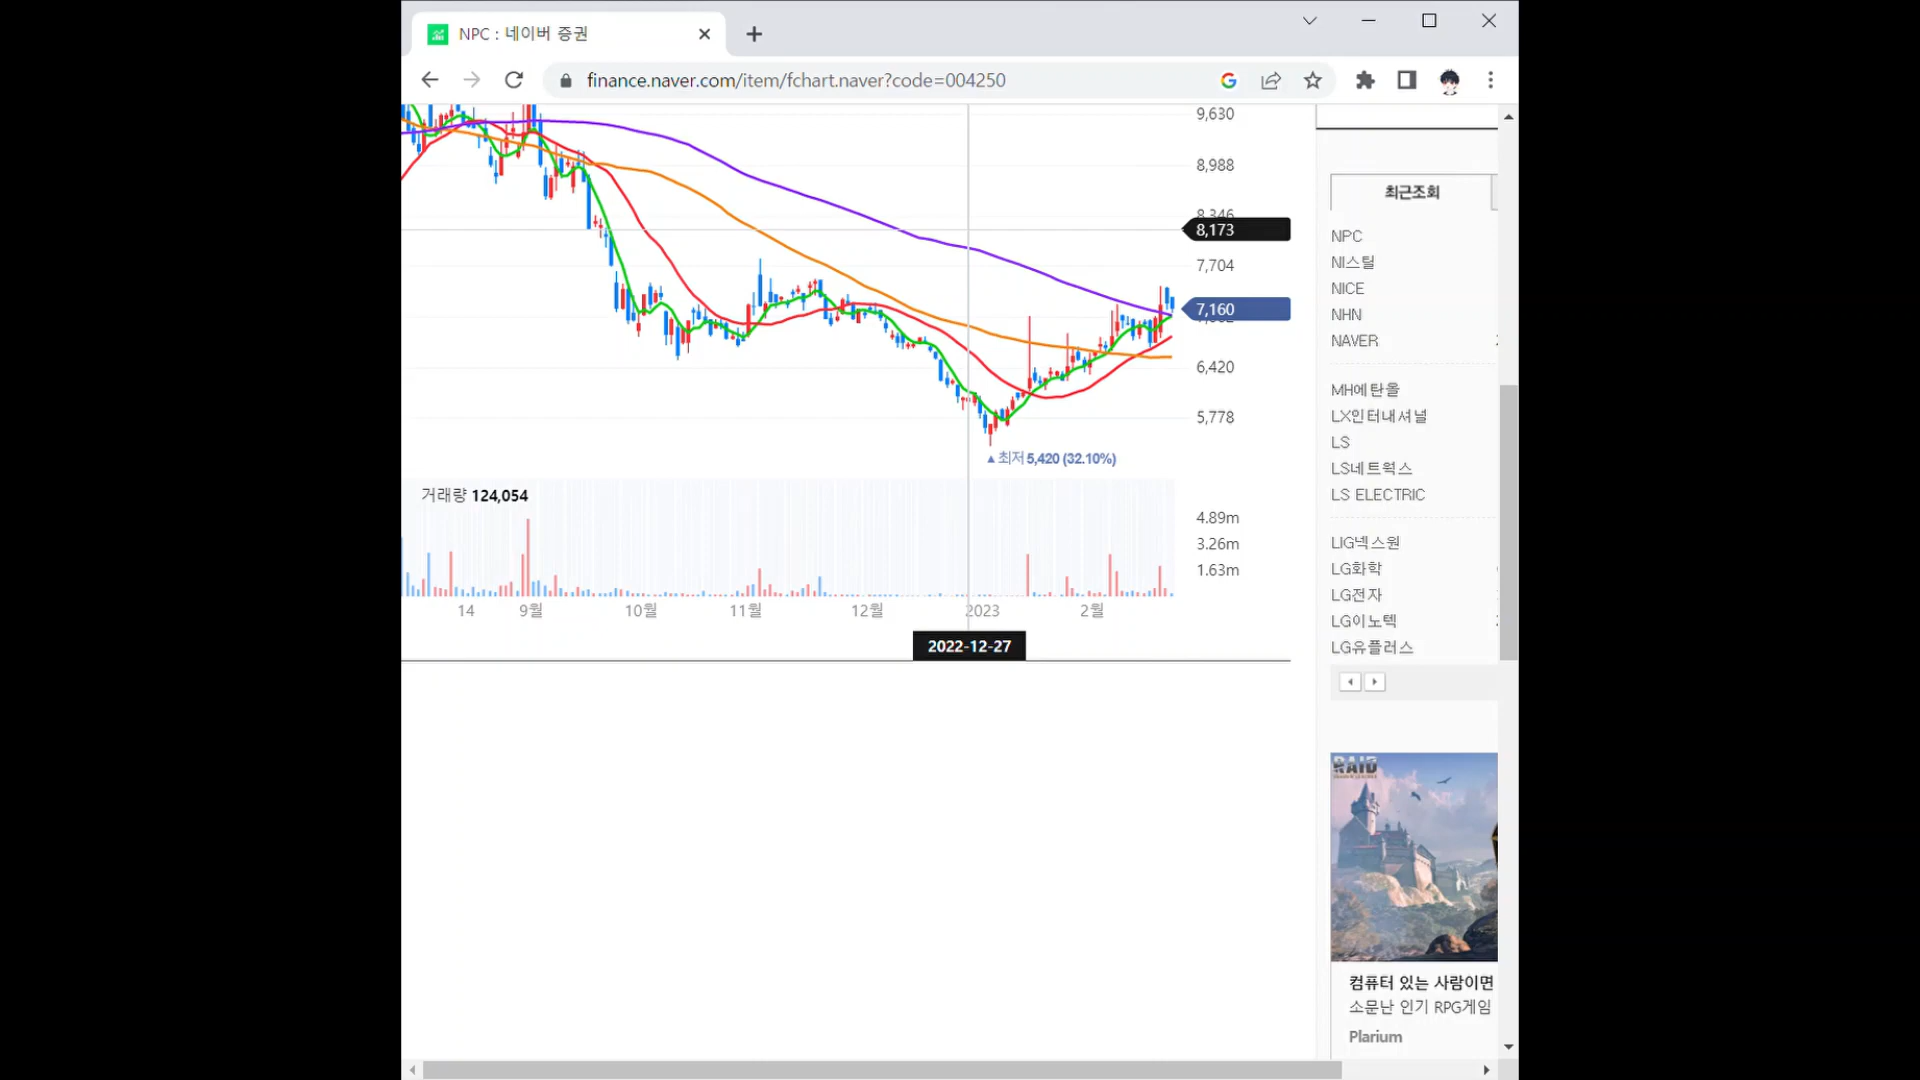 NPC : 네이버 증권
finance.naver.com/item/fchart.naver?code=004250
9,630
8,988
8,346
8,173
7,704
7,160
6,420
5,778
▲최저 5,420 (32.10%)
거래량 124,054
4.89m
3.26m
1.63m
14 9월 10월 11월 12월 2023 2월
2022-12-27
최근조회
NPC
NI스틸
NICE
NHN
NAVER
MH에탄올
LX인터내셔널
LS
LS네트웍스
LS ELECTRIC
LIG넥스원
LG화학
LG전자
LG이노텍
LG유플러스
RAID
컴퓨터 있는 사람이면
소문난 인기 RPG게임
Plarium